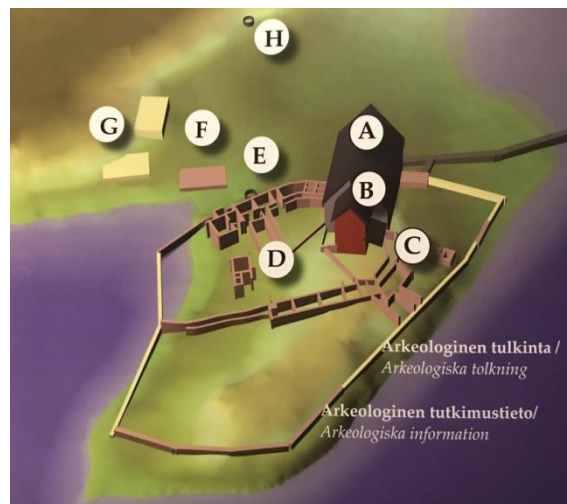 H
A
G
F
E
B
D
C
Arkeologinen tulkinta /
Arkeologiska tolkning
Arkeologinen tutkimustieto/
Arkeologiska information